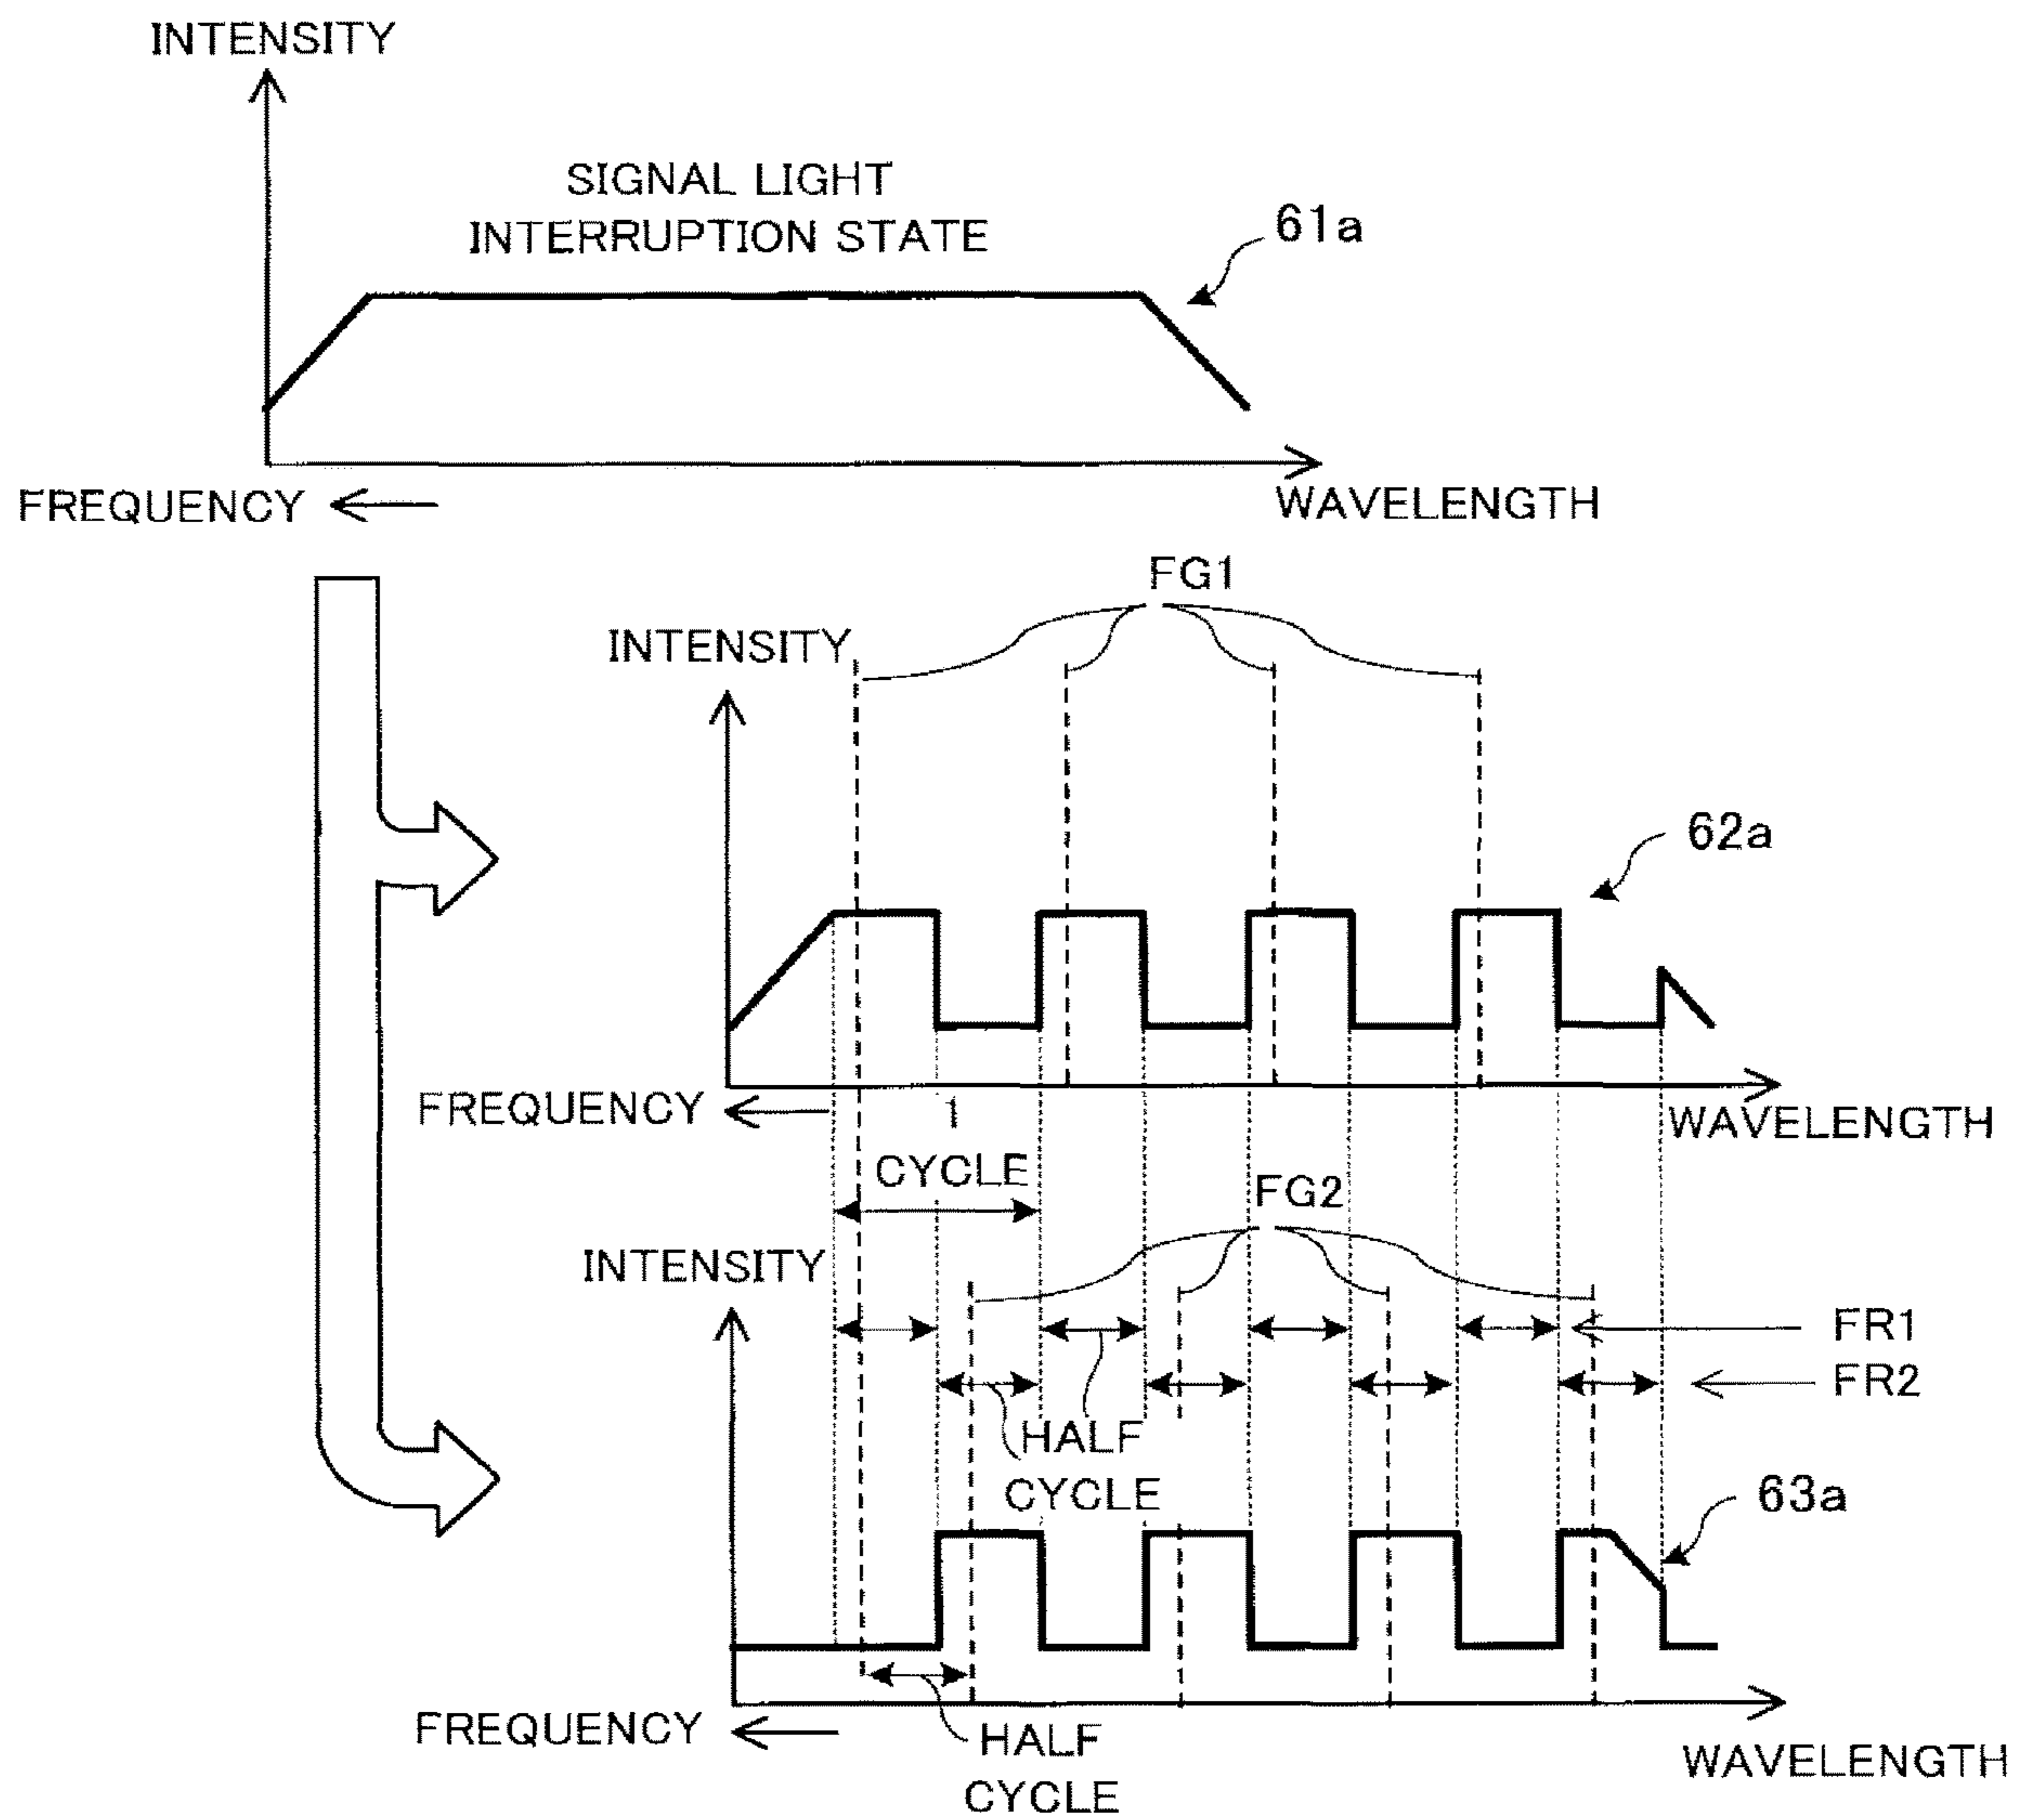 INTENSITY
SIGNAL LIGHT
INTERRUPTION STATE
61a
FREQUENCY
WAVELENGTH
FG1
INTENSITY
62a
FREQUENCY
1
CYCLE
WAVELENGTH
FG2
INTENSITY
FR1
FR2
HALF
CYCLE
63a
FREQUENCY
HALF
CYCLE
WAVELENGTH